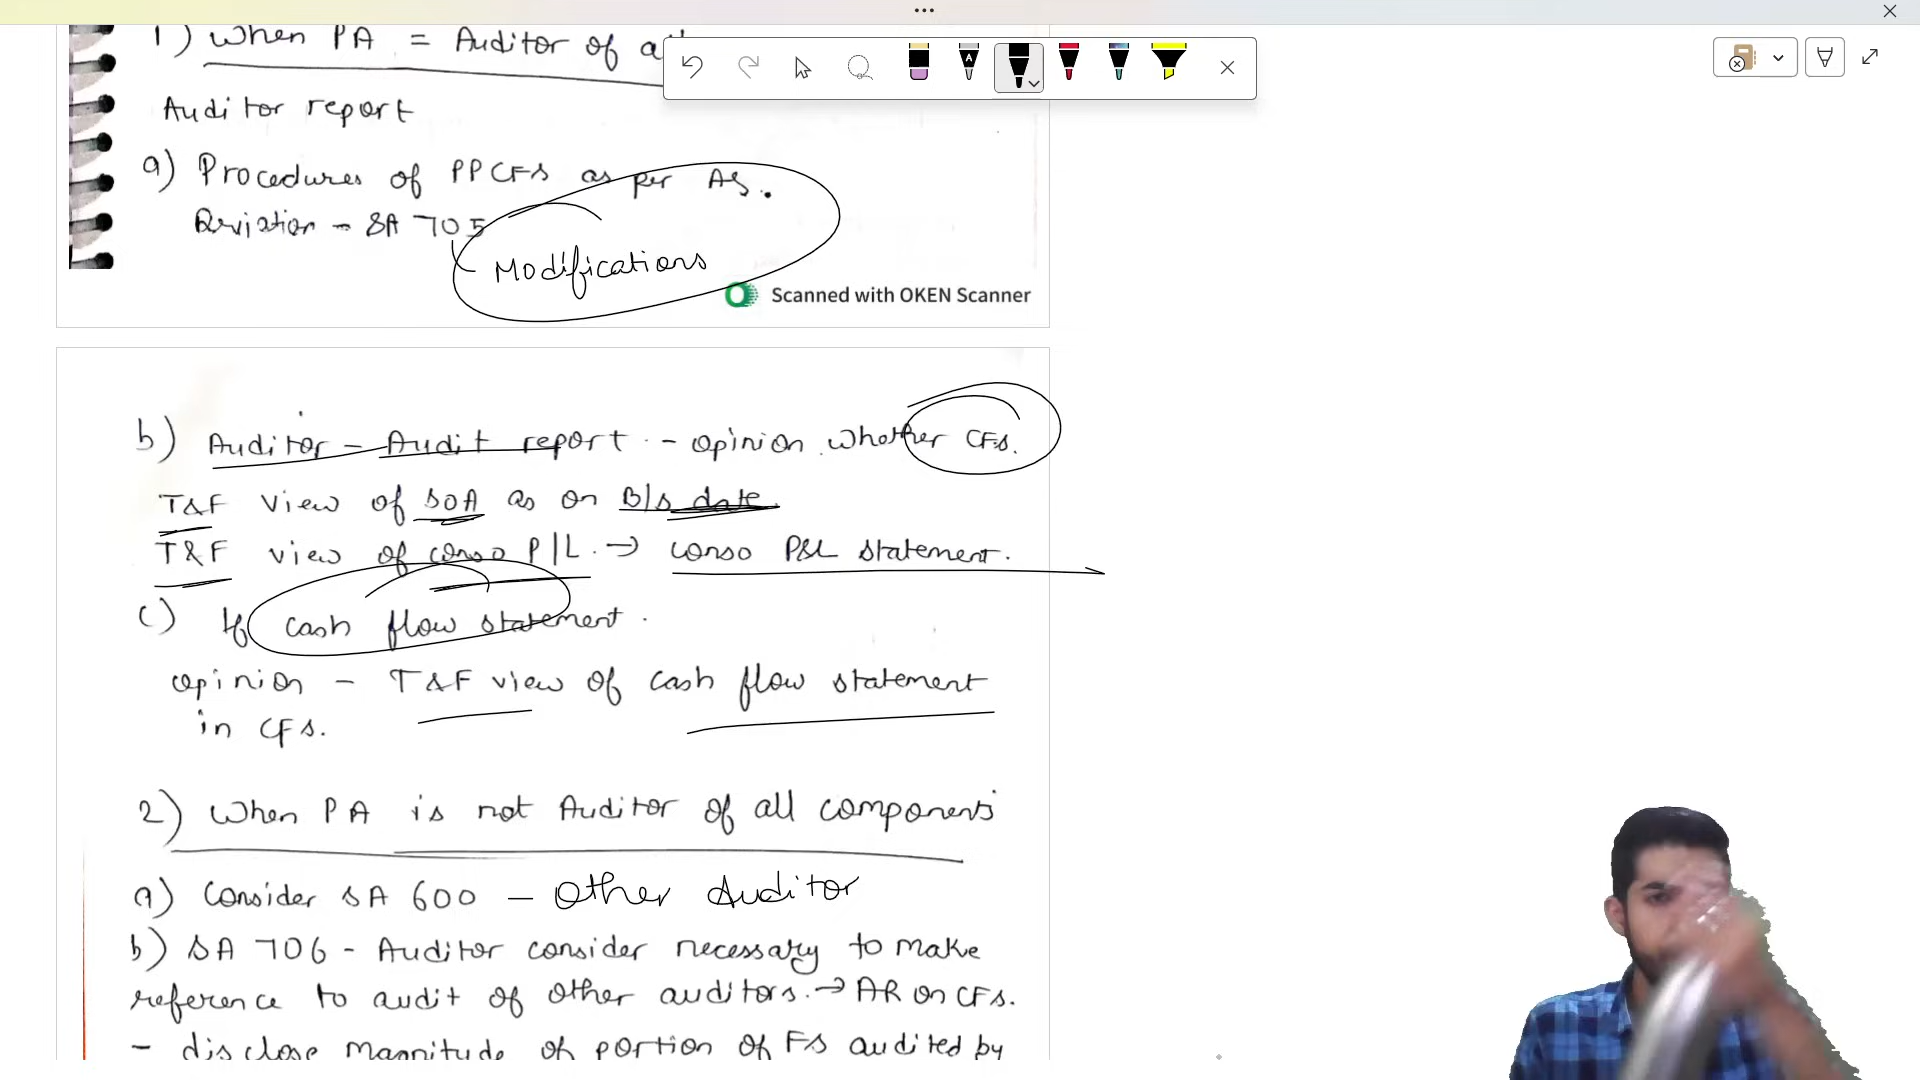 1) When PA = Auditor of
Auditor report
a) Procedures of PPCFS as per AS.
Deviation - SA 705
Modifications
Scanned with OKEN Scanner
b) Auditor - Audit report - opinion whether CFS.
T&F view of SOA as on B/S date
T&F view of conso P/L. → conso P&L statement.
c) If cash flow statement.
opinion - T&F view of cash flow statement
in CFS.
2) When PA is not Auditor of all components
a) Consider SA 600 - Other Auditor
b) SA 706 - Auditor consider necessary to make
reference to audit of other auditors. → AR on CFS.
- disclose magnitude of portion of FS audited by